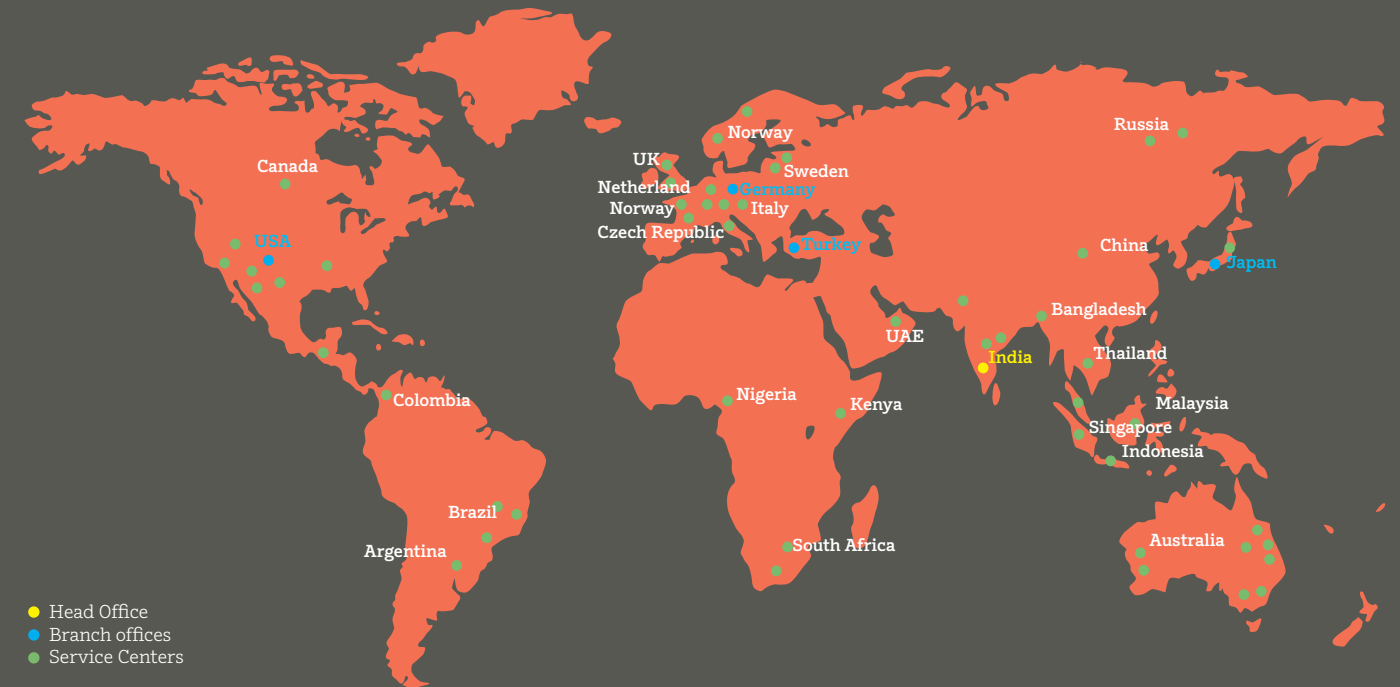 Canada
USA
Colombia
Brazil
Argentina
UK
Norway
Sweden
Netherland
Germany
Norway
Italy
Czech Republic
Turkey
Russia
China
Japan
Bangladesh
UAE
India
Thailand
Nigeria
Kenya
Malaysia
Singapore
Indonesia
South Africa
Australia
Head Office
Branch offices
Service Centers